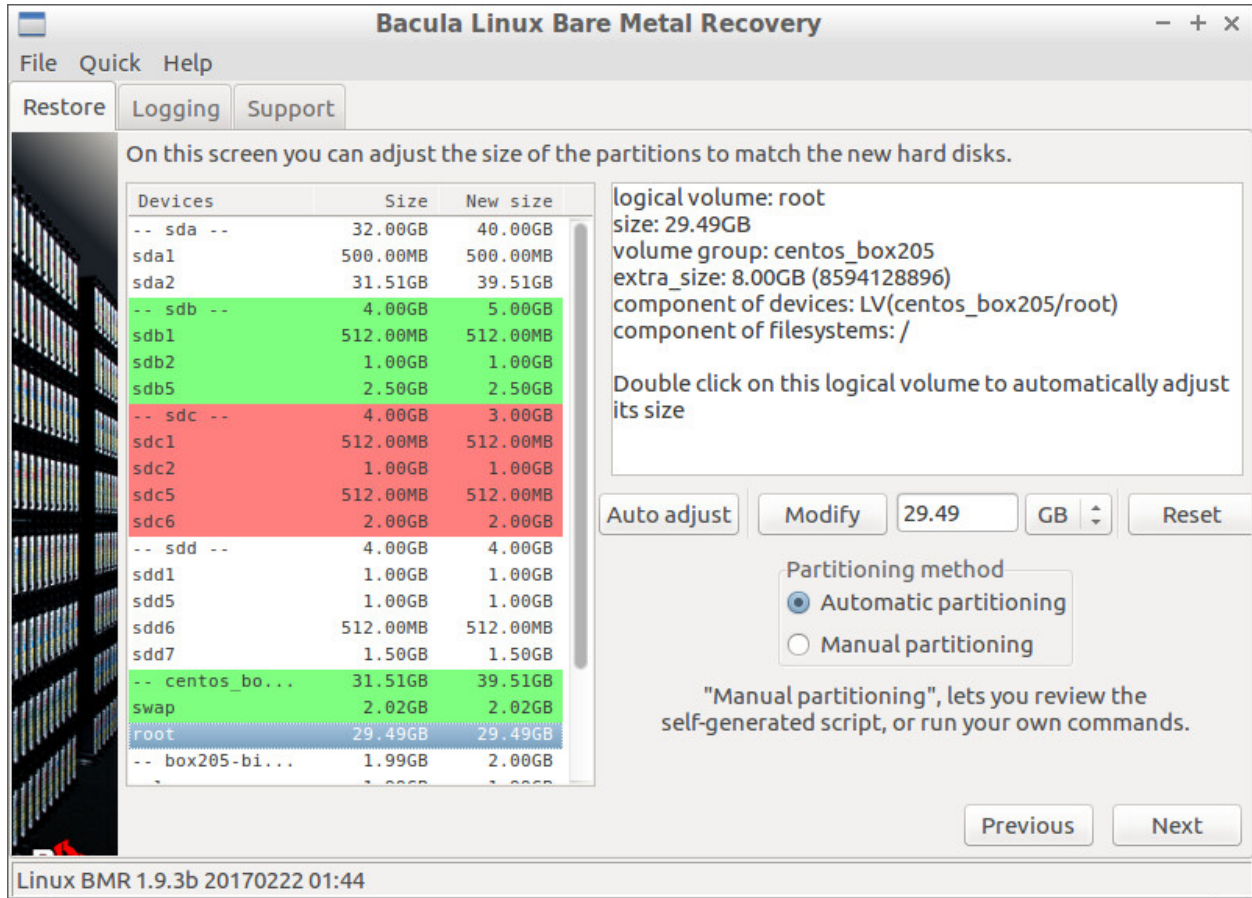 Bacula Linux Bare Metal Recovery
File Quick Help
Restore Logging Support
On this screen you can adjust the size of the partitions to match the new hard disks.
Devices Size New size
-- sda -- 32.00GB 40.00GB
sda1 500.00MB 500.00MB
sda2 31.51GB 39.51GB
-- sdb -- 4.00GB 5.00GB
sdb1 512.00MB 512.00MB
sdb2 1.00GB 1.00GB
sdb5 2.50GB 2.50GB
-- sdc -- 4.00GB 3.00GB
sdc1 512.00MB 512.00MB
sdc2 1.00GB 1.00GB
sdc5 512.00MB 512.00MB
sdc6 2.00GB 2.00GB
-- sdd -- 4.00GB 4.00GB
sdd1 1.00GB 1.00GB
sdd5 1.00GB 1.00GB
sdd6 512.00MB 512.00MB
sdd7 1.50GB 1.50GB
-- centos_bo... 31.51GB 39.51GB
swap 2.02GB 2.02GB
root 29.49GB 29.49GB
-- box205-bi... 1.99GB 2.00GB
logical volume: root
size: 29.49GB
volume group: centos_box205
extra_size: 8.00GB (8594128896)
component of devices: LV(centos_box205/root)
component of filesystems: /
Double click on this logical volume to automatically adjust
its size
Auto adjust Modify 29.49 GB Reset
Partitioning method
Automatic partitioning
Manual partitioning
"Manual partitioning", lets you review the
self-generated script, or run your own commands.
Previous Next
Linux BMR 1.9.3b 20170222 01:44